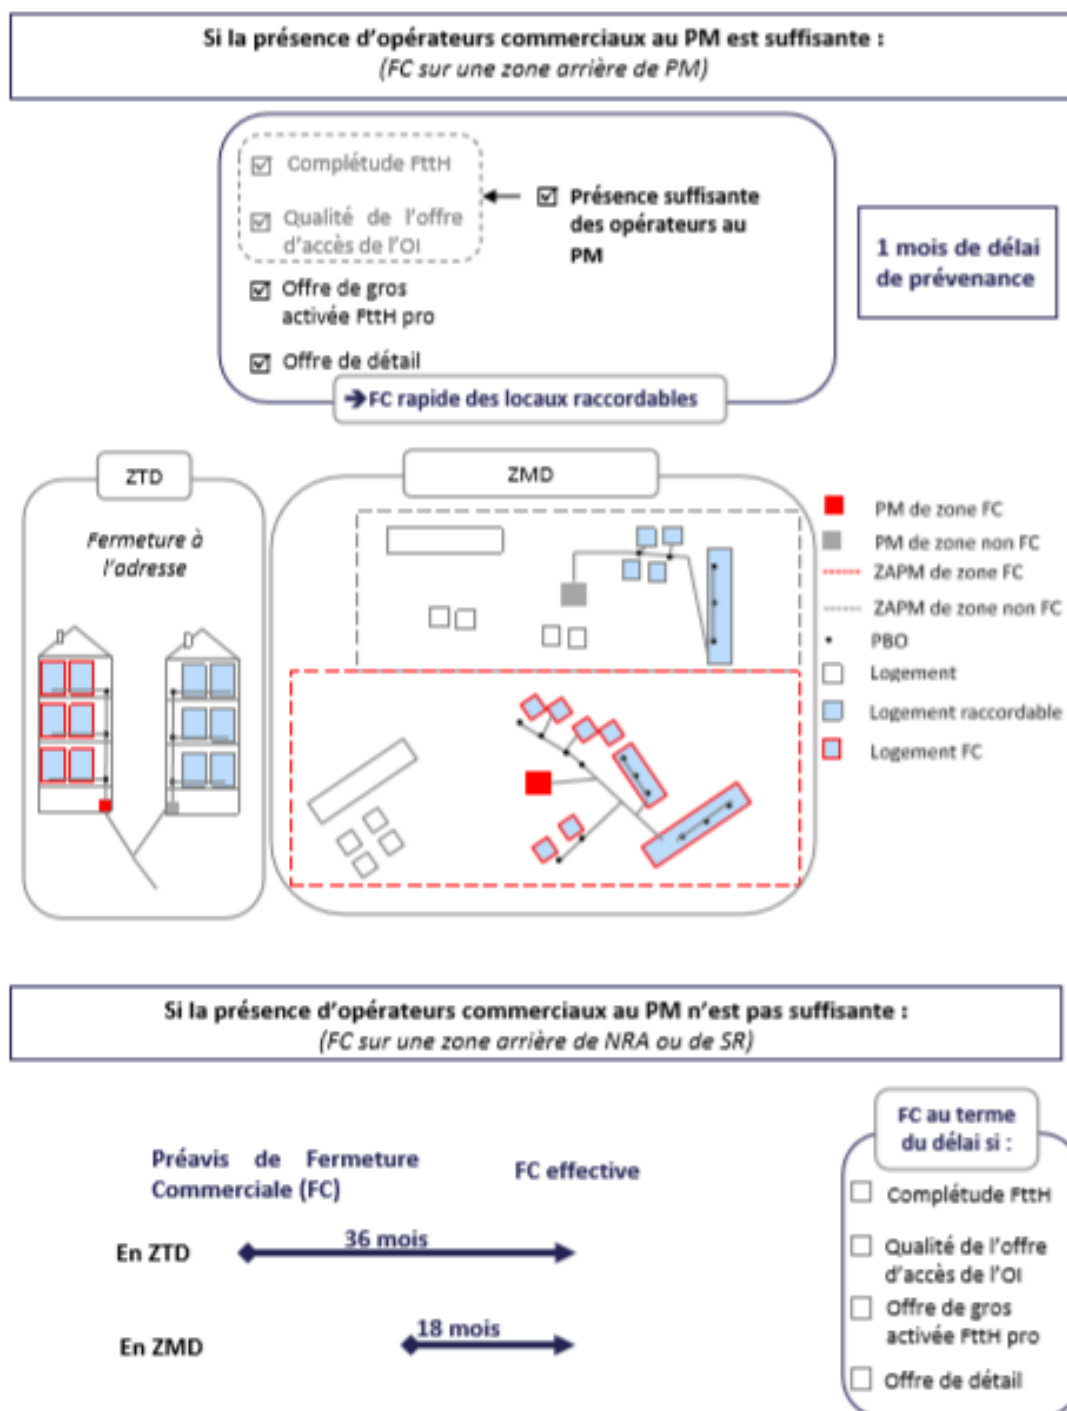 Si la présence d'opérateurs commerciaux au PM est suffisante :
(FC sur une zone arrière de PM)
Complétude FttH
Qualité de l'offre
d'accès de l'OI
Présence suffisante
des opérateurs au
PM
Offre de gros
activée FttH pro
Offre de détail
1 mois de délai
de prévenance
➔FC rapide des locaux raccordables
ZTD
Fermeture à
l'adresse
ZMD
PM de zone FC
PM de zone non FC
ZAPM de zone FC
ZAPM de zone non FC
PBO
Logement
Logement raccordable
Logement FC
Si la présence d'opérateurs commerciaux au PM n'est pas suffisante :
(FC sur une zone arrière de NRA ou de SR)
Préavis de Fermeture
Commerciale (FC)
FC effective
En ZTD
36 mois
En ZMD
18 mois
FC au terme
du délai si :
Complétude FttH
Qualité de l'offre
d'accès de l'OI
Offre de gros
activée FttH pro
Offre de détail